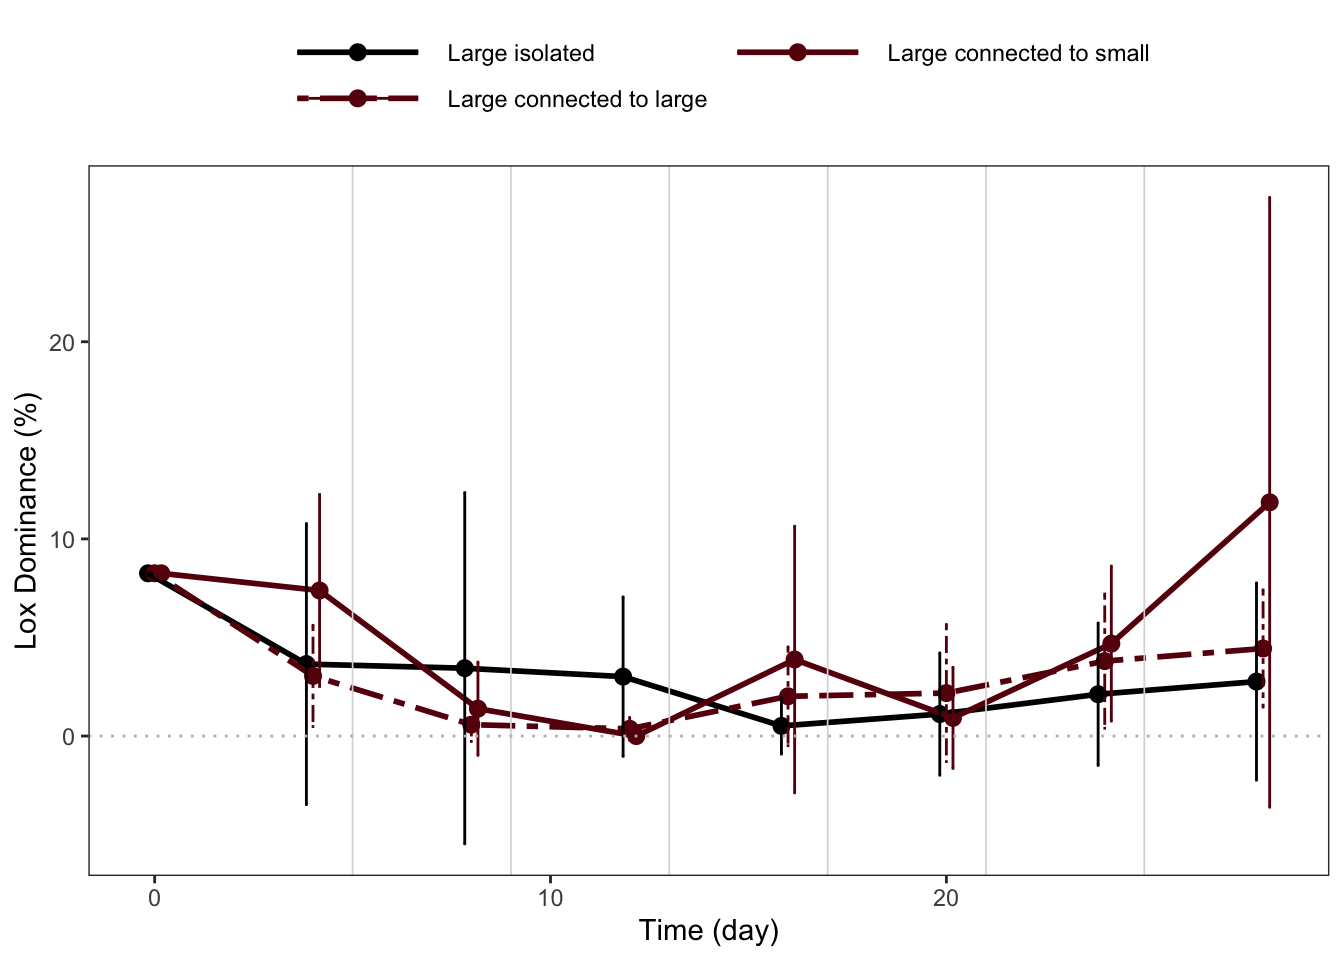 Large isolated
Large connected to small
Large connected to large
Lox Dominance (%)
20
10
0
0
10
20
Time (day)